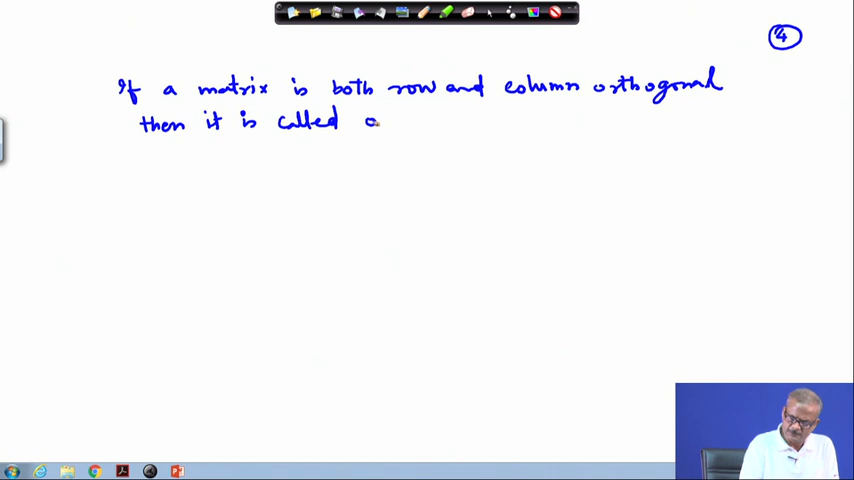 4
If a matrix is both row and column orthogonal
then it is called o